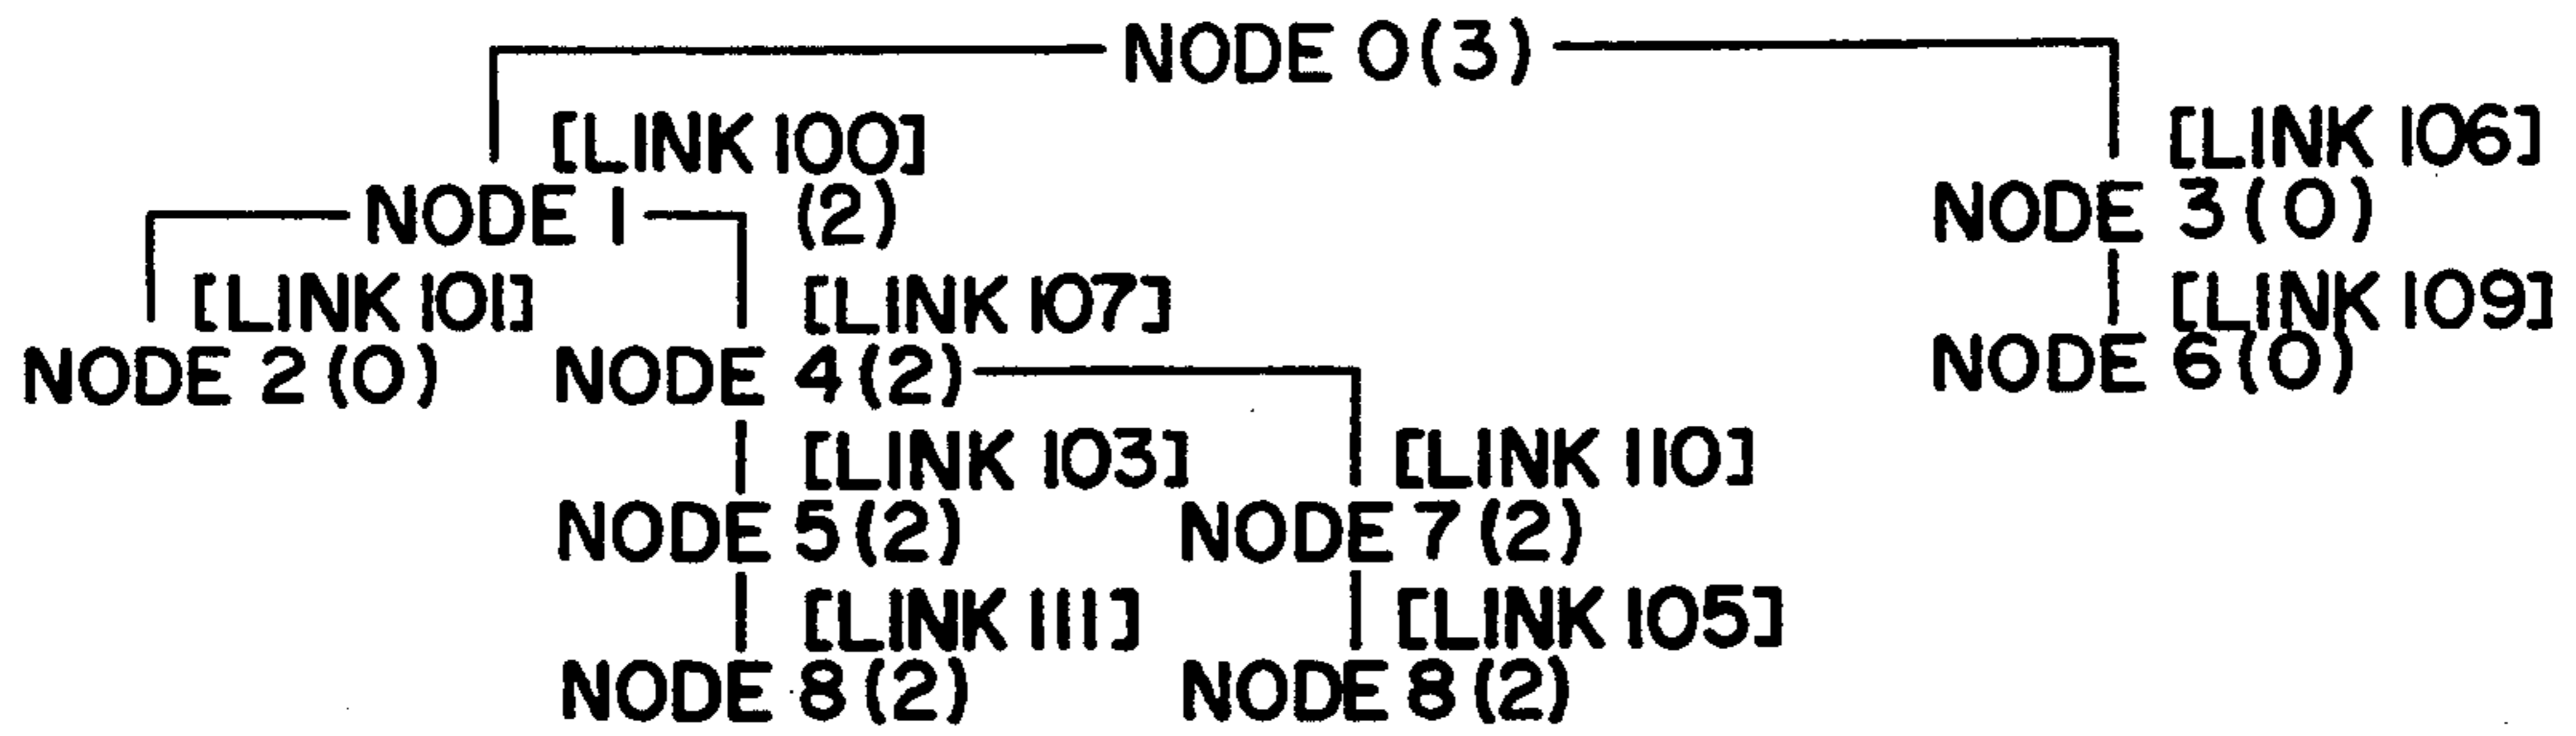 NODE 0(3)
[LINK 100] [LINK 106]
NODE 1 (2) NODE 3(0)
[LINK 101] [LINK 107] [LINK 109]
NODE 2(0) NODE 4(2) NODE 6(0)
[LINK 103] [LINK 110]
NODE 5(2) NODE 7(2)
[LINK 111] [LINK 105]
NODE 8(2) NODE 8(2)